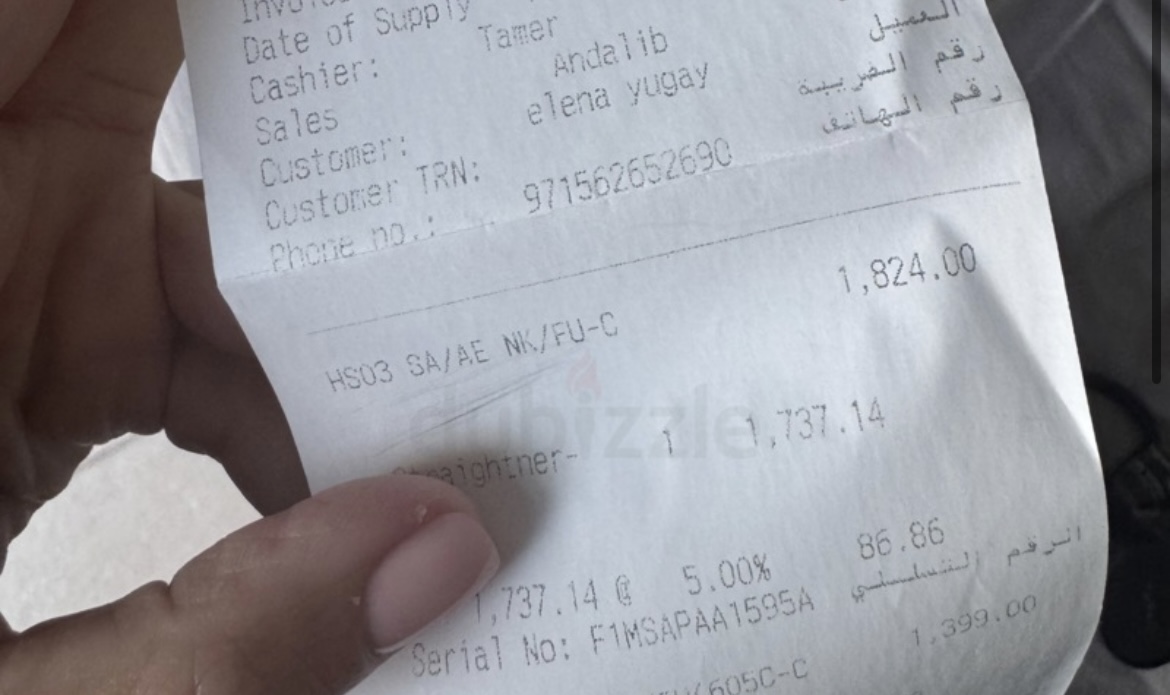 Date of Supply
Cashier: Tamer
Sales Andalib
Customer: elena yugay العميل
Customer TRN: رقم الضريبة
Phone no.: 971562652690 رقم الهاتف
1,824.00
HS03 SA/AE NK/FU-C
dubizzle
1 1,737.14
1,737.14 @ 5.00% 86.86
Serial No: F1MSAPAA1595A الرقم التسلسلي
1,399.00
605C-C